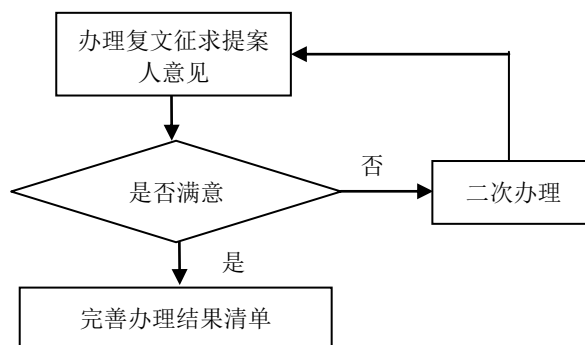 办理复文征求提案
人意见
是否满意
否
二次办理
是
完善办理结果清单